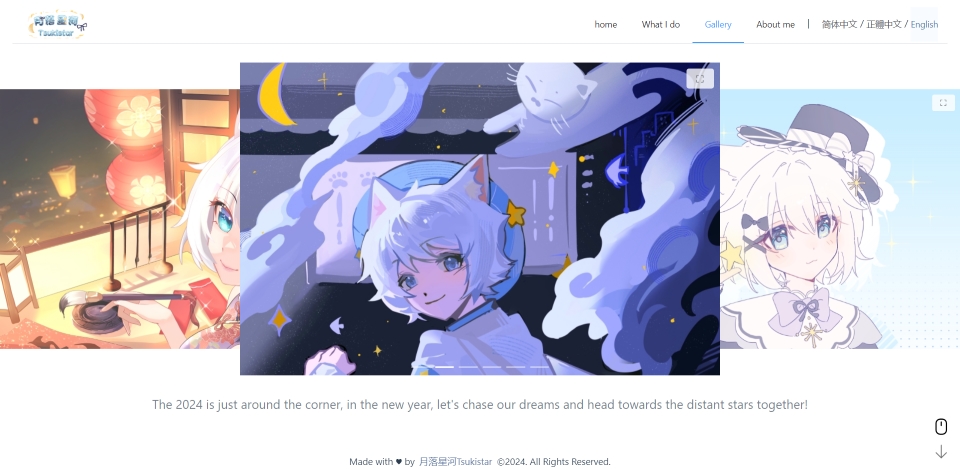 月落星河
Tsukistar
home What I do Gallery About me | 简体中文 / 正體中文 / English
The 2024 is just around the corner, in the new year, let's chase our dreams and head towards the distant stars together!
Made with ♥ by 月落星河Tsukistar ©2024. All Rights Reserved.